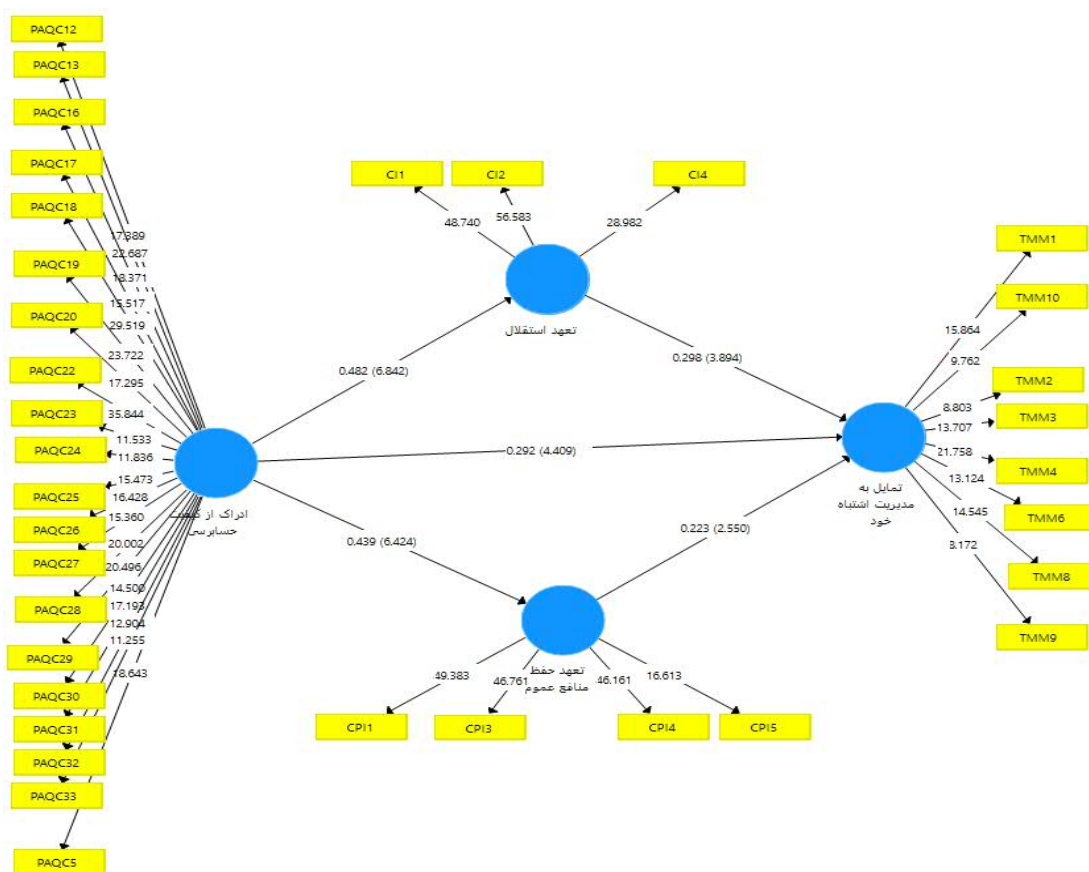 PAQC12
PAQC13
PAQC16
PAQC17
PAQC18
PAQC19
PAQC20
PAQC22
PAQC23
PAQC24
PAQC25
PAQC26
PAQC27
PAQC28
PAQC29
PAQC30
PAQC31
PAQC32
PAQC33
PAQC5
17.389
22.687
18.371
15.517
29.519
23.722
17.295
35.844
11.533
11.836
15.473
16.428
15.360
20.002
20.496
14.500
17.193
12.904
11.255
18.643
ادراک از کیفیت
حسابرسی
0.482 (6.842)
0.292 (4.409)
0.439 (6.424)
CI1
CI2
CI4
48.740
56.583
28.982
تعهد استقلال
0.298 (3.894)
0.223 (2.550)
تعهد حفظ
منافع عموم
49.383
46.761
46.161
16.613
CPI1
CPI3
CPI4
CPI5
تمایل به
مدیریت اشتباه
خود
15.864
9.762
8.803
13.707
21.758
13.124
14.545
TMM1
TMM10
TMM2
TMM3
TMM4
TMM6
TMM8
TMM9